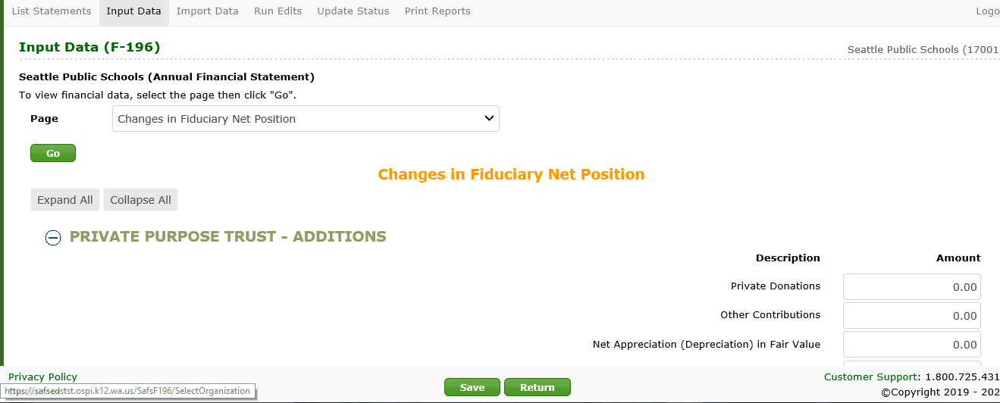 List Statements Input Data Import Data Run Edits Update Status Print Reports Logo
Input Data (F-196)
Seattle Public Schools (17001
Seattle Public Schools (Annual Financial Statement)
To view financial data, select the page then click "Go".
Page Changes in Fiduciary Net Position
Go
Changes in Fiduciary Net Position
Expand All Collapse All
PRIVATE PURPOSE TRUST - ADDITIONS
Description Amount
Private Donations 0.00
Other Contributions 0.00
Net Appreciation (Depreciation) in Fair Value 0.00
Privacy Policy
Save Return
Customer Support: 1.800.725.431
https://safsedstst.ospi.k12.wa.us/SafsF196/SelectOrganization
©Copyright 2019 - 202